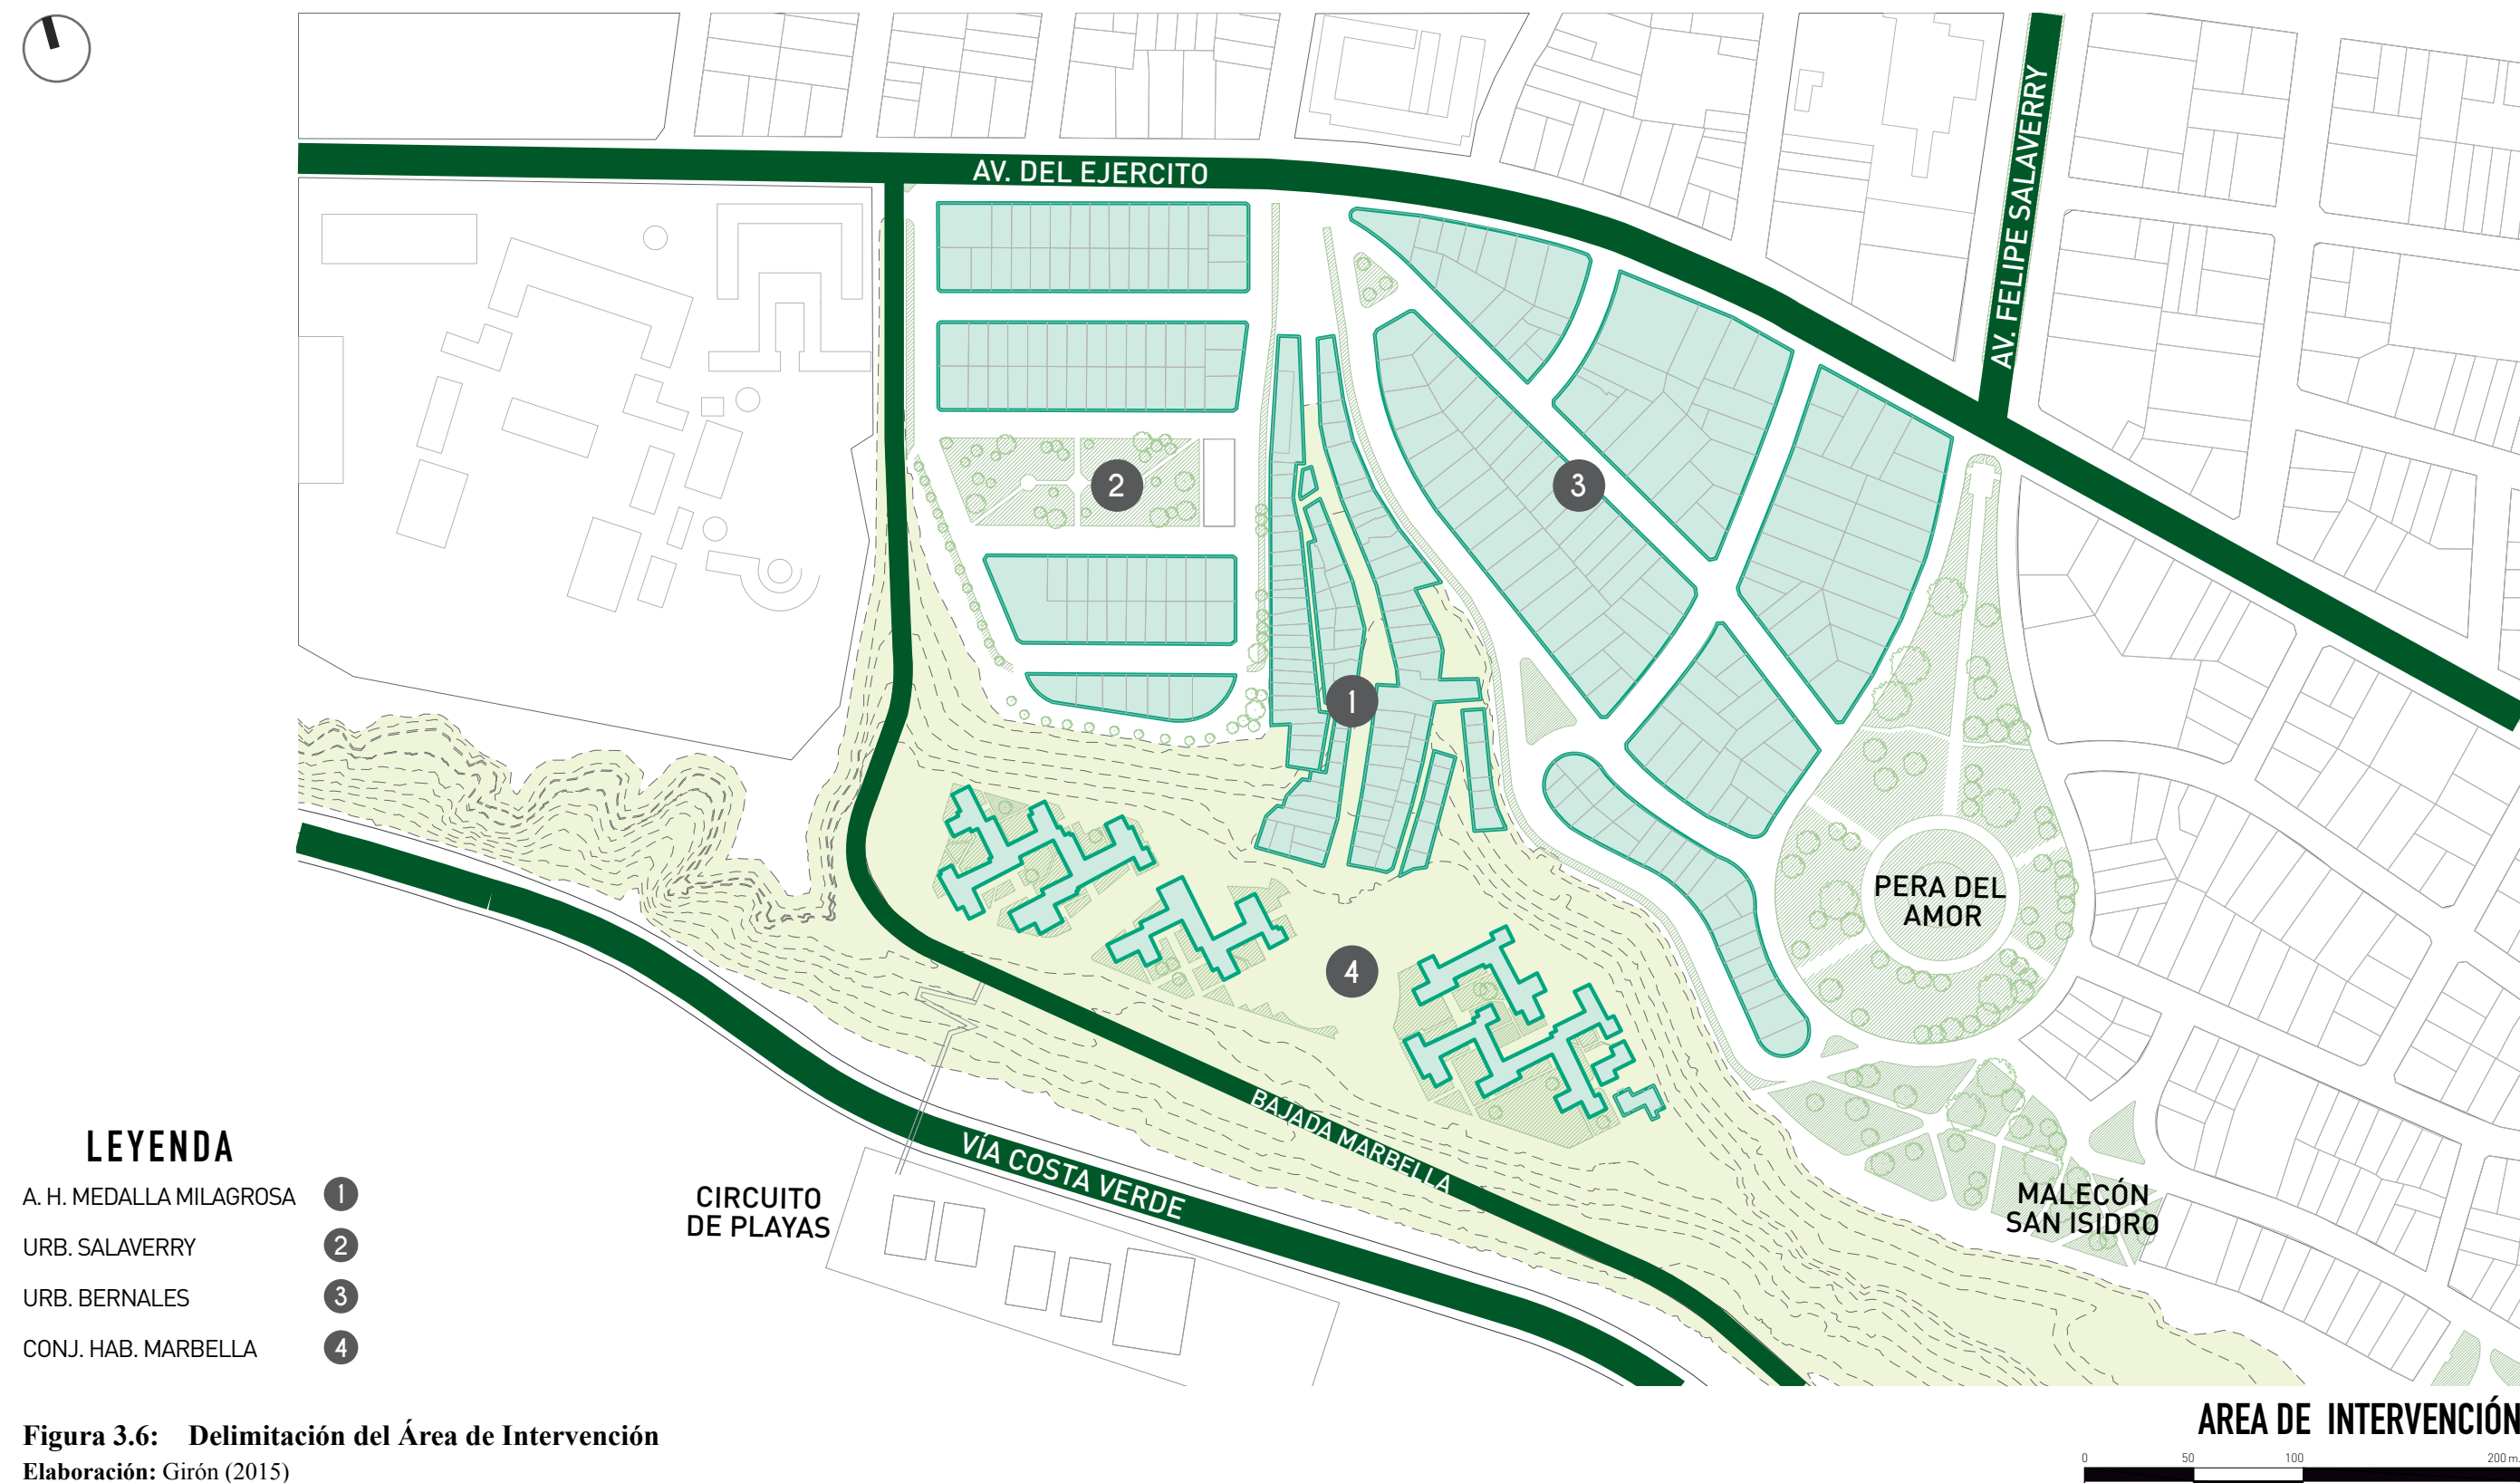 AV. DEL EJERCITO
AV. FELIPE SALAVERRY
2
3
1
4
PERA DEL
AMOR
BAJADA MARBELLA
VÍA COSTA VERDE
CIRCUITO
DE PLAYAS
MALECÓN
SAN ISIDRO
LEYENDA
A. H. MEDALLA MILAGROSA 1
URB. SALAVERRY 2
URB. BERNALES 3
CONJ. HAB. MARBELLA 4
AREA DE INTERVENCIÓN
0 50 100 200 m
Figura 3.6: Delimitación del Área de Intervención
Elaboración: Girón (2015)